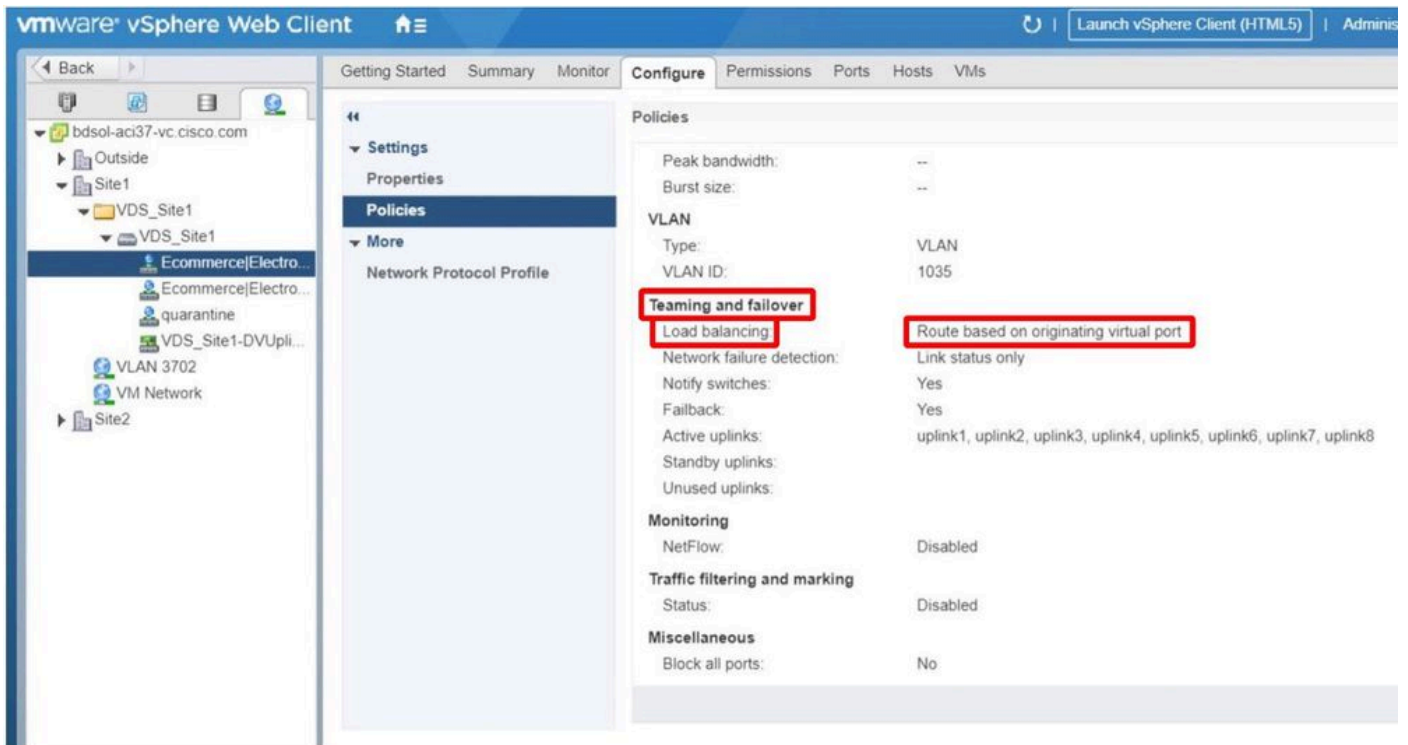 vmware® vSphere Web Client
Launch vSphere Client (HTML5) | Adminis
Back
Getting Started Summary Monitor Configure Permissions Ports Hosts VMs
bdsol-aci37-vc.cisco.com
Outside
Site1
VDS_Site1
VDS_Site1
Ecommerce|Electro...
Ecommerce|Electro...
quarantine
VDS_Site1-DVUpli...
VLAN 3702
VM Network
Site2
Settings
Properties
Policies
More
Network Protocol Profile
Policies
Peak bandwidth: --
Burst size: --
VLAN
Type: VLAN
VLAN ID: 1035
Teaming and failover
Load balancing: Route based on originating virtual port
Network failure detection: Link status only
Notify switches: Yes
Failback: Yes
Active uplinks: uplink1, uplink2, uplink3, uplink4, uplink5, uplink6, uplink7, uplink8
Standby uplinks:
Unused uplinks:
Monitoring
NetFlow: Disabled
Traffic filtering and marking
Status: Disabled
Miscellaneous
Block all ports: No